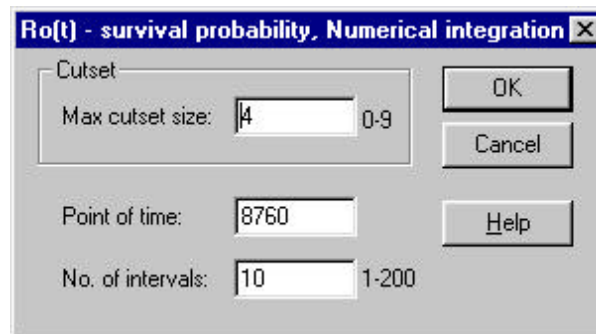 Ro(t) - survival probability, Numerical integration
Cutset
Max cutset size: 4 0-9
OK
Cancel
Point of time: 8760
Help
No. of intervals: 10 1-200